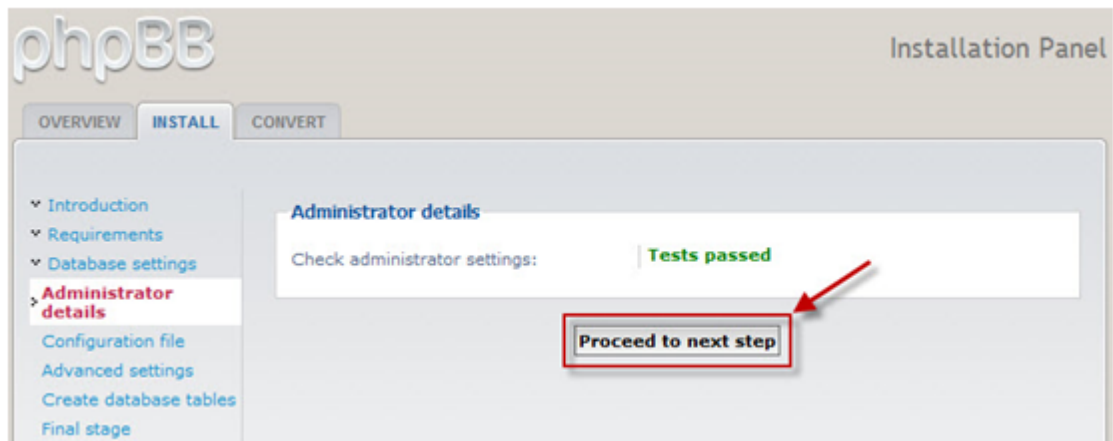 phpBB
Installation Panel
OVERVIEW INSTALL CONVERT
Introduction
Requirements
Database settings
Administrator
details
Configuration file
Advanced settings
Create database tables
Final stage
Administrator details
Check administrator settings: Tests passed
Proceed to next step